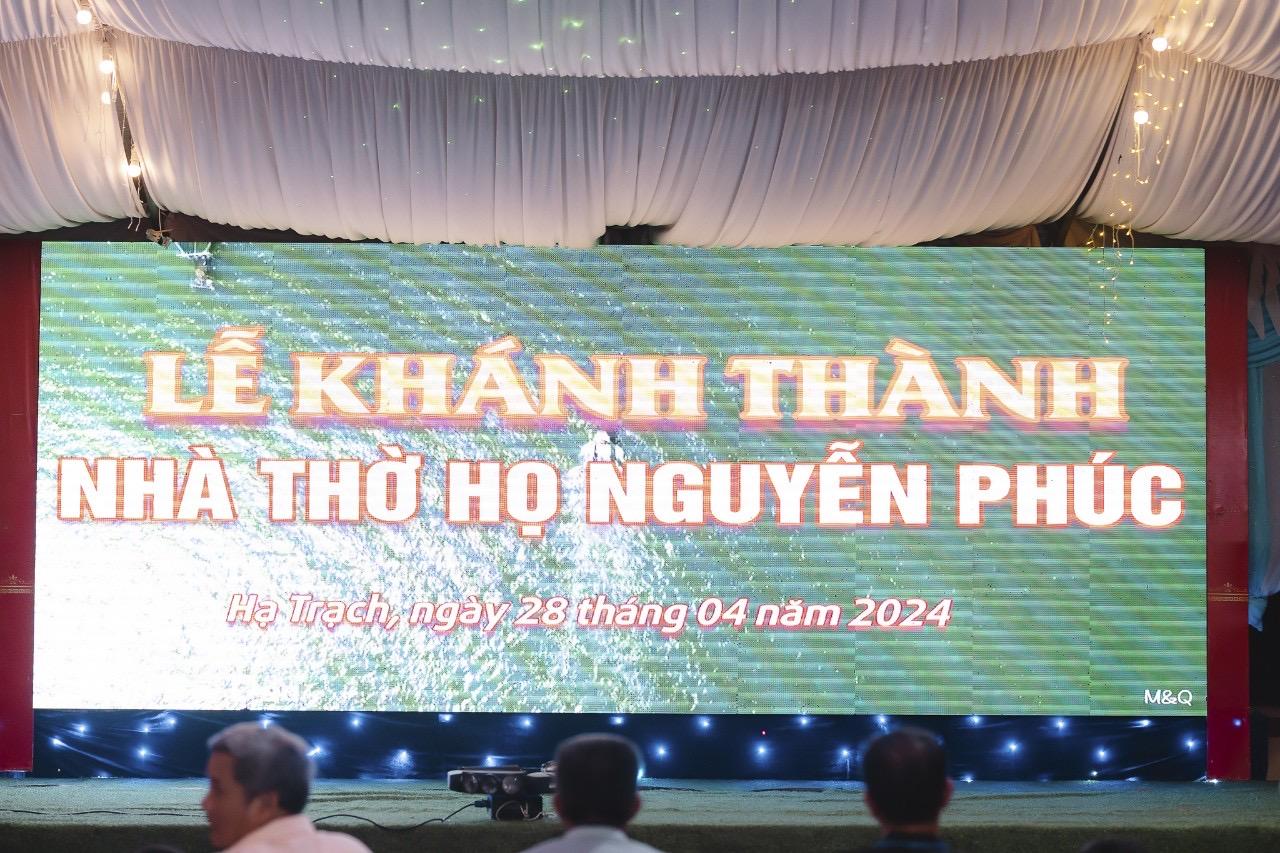 LỄ KHÁNH THÀNH
NHÀ THỜ HỌ NGUYỄN PHÚC
Hạ Trạch, ngày 28 tháng 04 năm 2024
M&Q